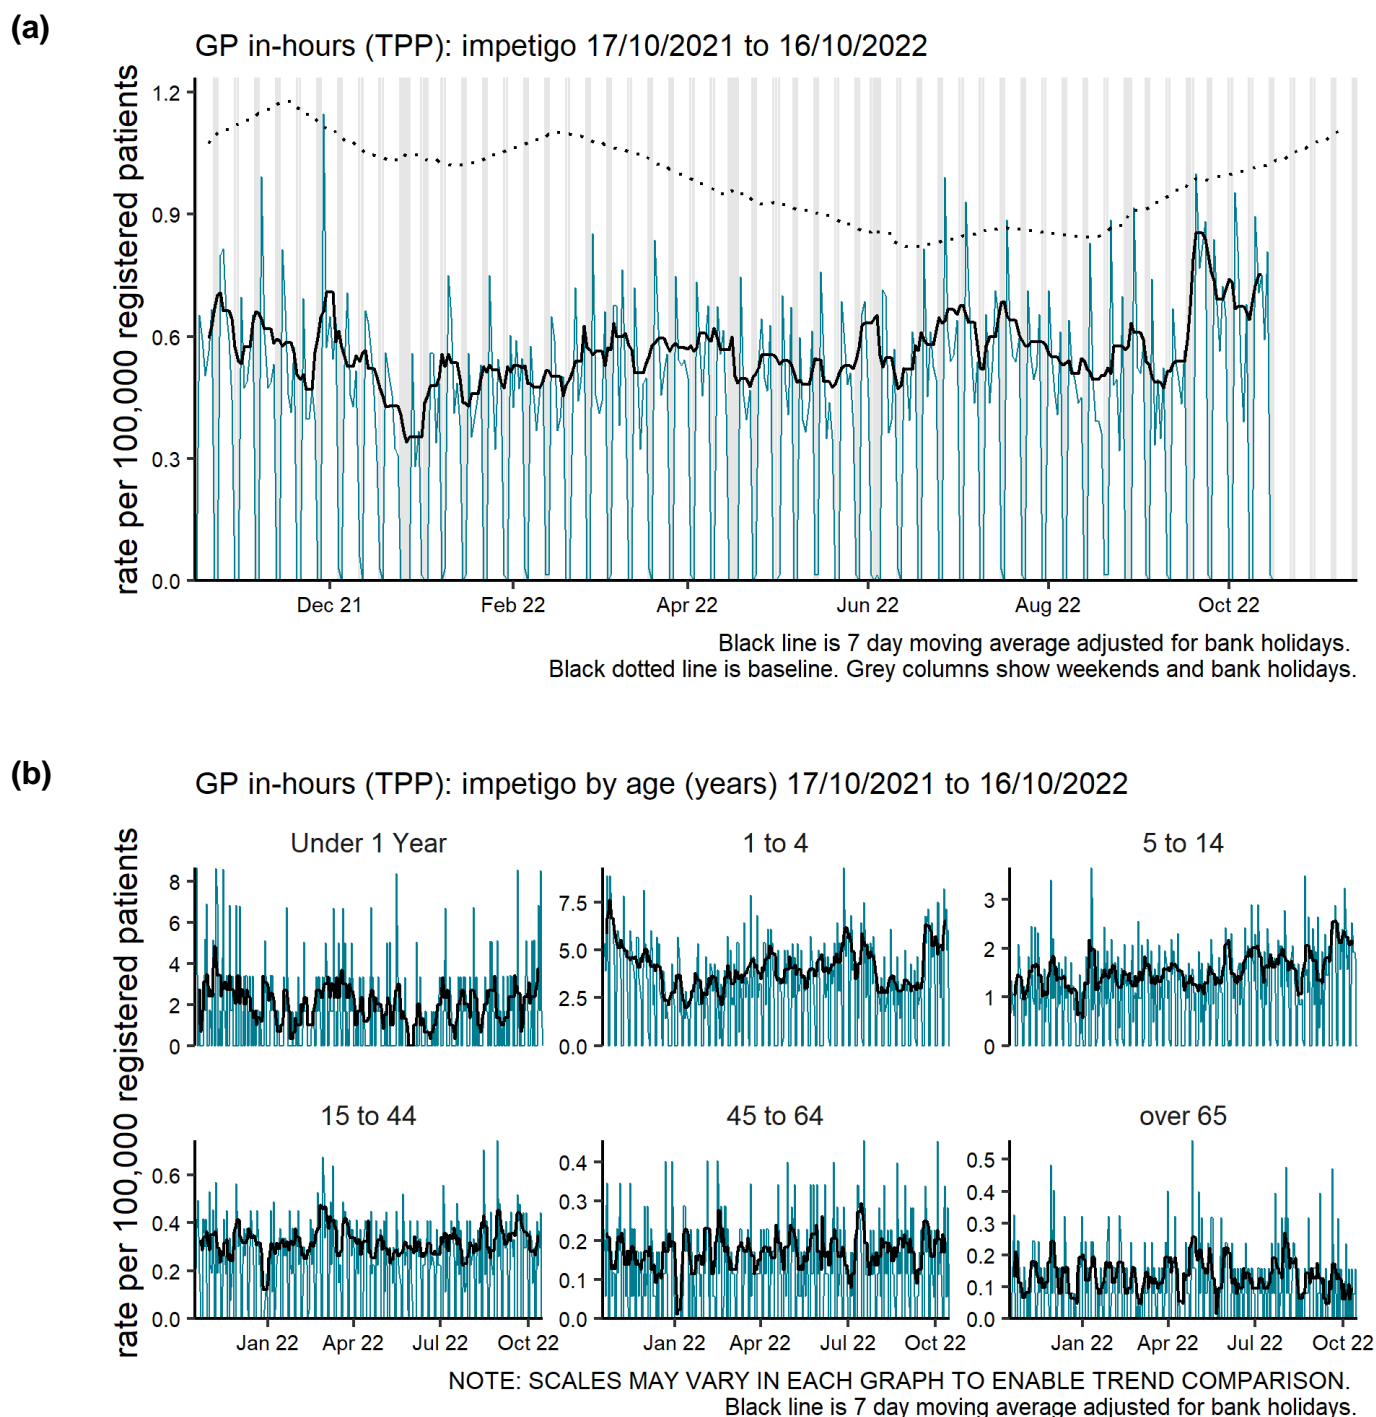 (a)
GP in-hours (TPP): impetigo 17/10/2021 to 16/10/2022
rate per 100,000 registered patients
1.2
0.9
0.6
0.3
0.0
Dec 21 Feb 22 Apr 22 Jun 22 Aug 22 Oct 22
Black line is 7 day moving average adjusted for bank holidays.
Black dotted line is baseline. Grey columns show weekends and bank holidays.
(b)
GP in-hours (TPP): impetigo by age (years) 17/10/2021 to 16/10/2022
rate per 100,000 registered patients
Under 1 Year
8
6
4
2
0
1 to 4
7.5
5.0
2.5
0.0
5 to 14
3
2
1
0
15 to 44
0.6
0.4
0.2
0.0
Jan 22 Apr 22 Jul 22 Oct 22
45 to 64
0.4
0.3
0.2
0.1
0.0
Jan 22 Apr 22 Jul 22 Oct 22
over 65
0.5
0.4
0.3
0.2
0.1
0.0
Jan 22 Apr 22 Jul 22 Oct 22
NOTE: SCALES MAY VARY IN EACH GRAPH TO ENABLE TREND COMPARISON.
Black line is 7 day moving average adjusted for bank holidays.